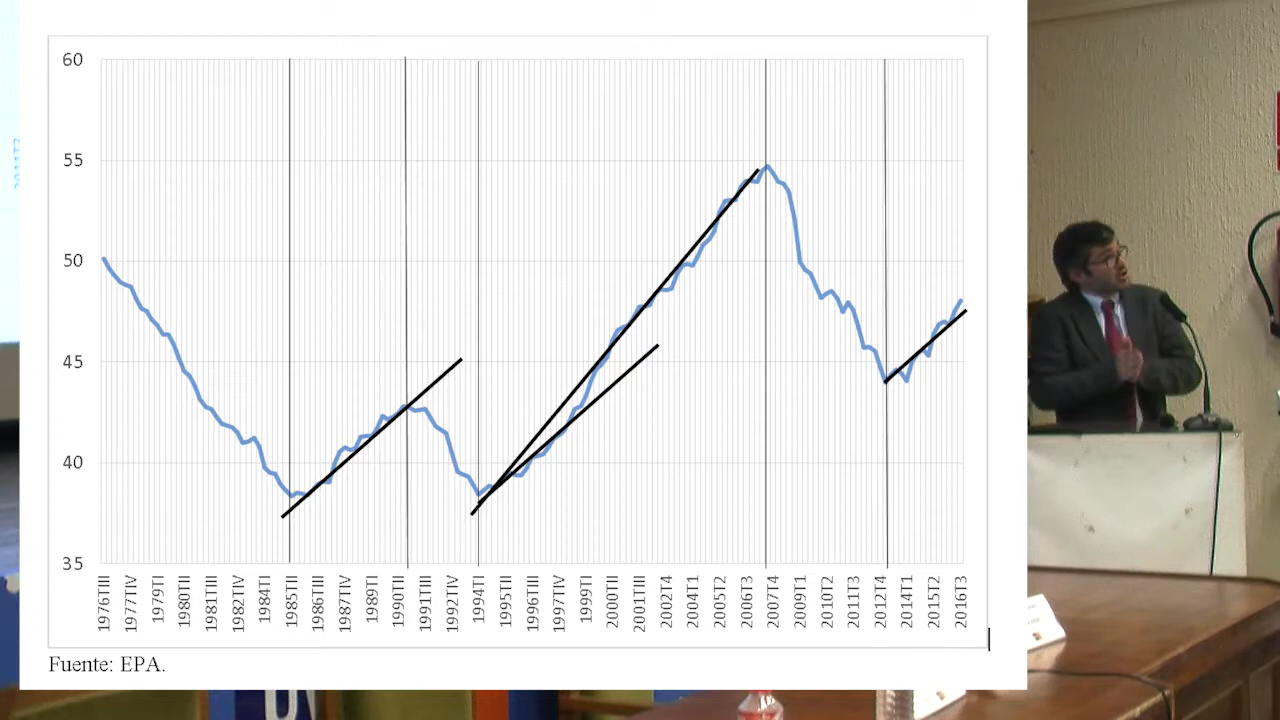 60
55
50
45
40
35
1976TIII
1977TIV
1979TI
1980TII
1981TIII
1982TIV
1984TI
1985TII
1986TIII
1987TIV
1989TI
1990TII
1991TIII
1992TIV
1994TI
1995TII
1996TIII
1997TIV
1999TI
2000TII
2001TIII
2002T4
2004T1
2005T2
2006T3
2007T4
2009T1
2010T2
2011T3
2012T4
2014T1
2015T2
2016T3
Fuente: EPA.